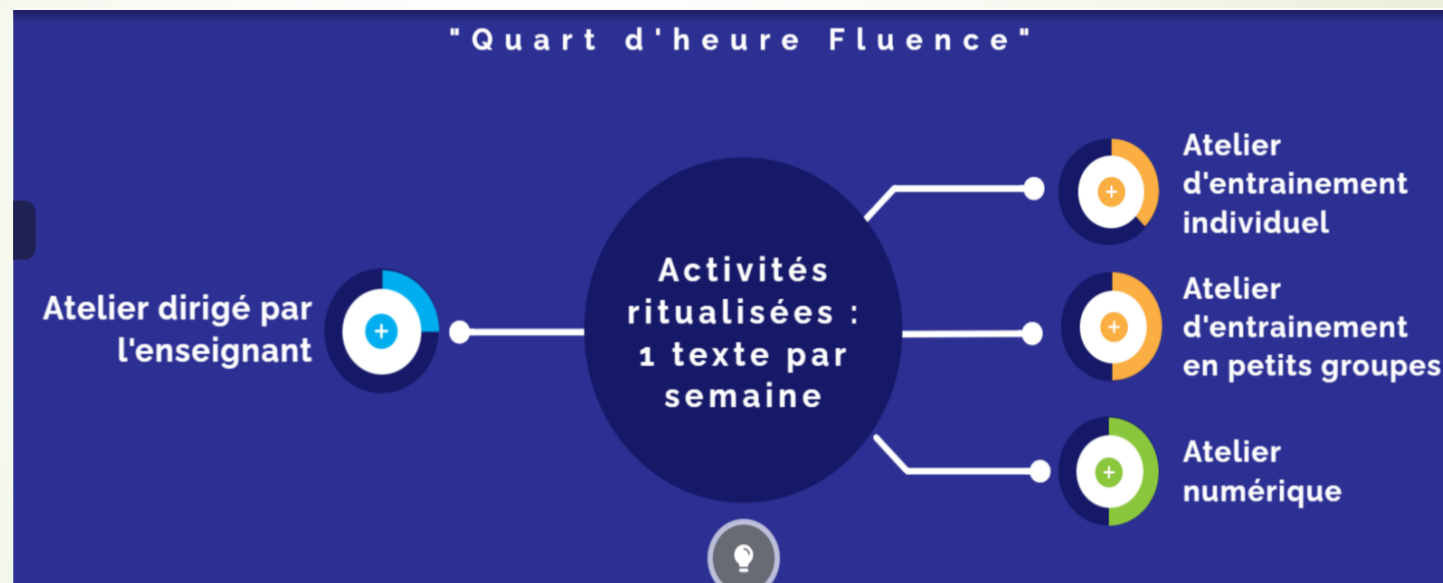 "Quart d'heure Fluence"
Atelier dirigé par
l'enseignant
Activités
ritualisées :
1 texte par
semaine
Atelier
d'entrainement
individuel
Atelier
d'entrainement
en petits groupes
Atelier
numérique